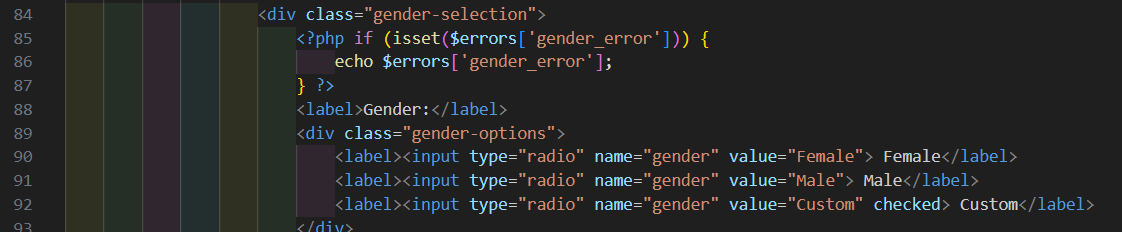 84 <div class="gender-selection">
85 <?php if (isset($errors['gender_error'])) {
86 echo $errors['gender_error'];
87 } ?>
88 <label>Gender:</label>
89 <div class="gender-options">
90 <label><input type="radio" name="gender" value="Female"> Female</label>
91 <label><input type="radio" name="gender" value="Male"> Male</label>
92 <label><input type="radio" name="gender" value="Custom" checked> Custom</label>
93 </div>